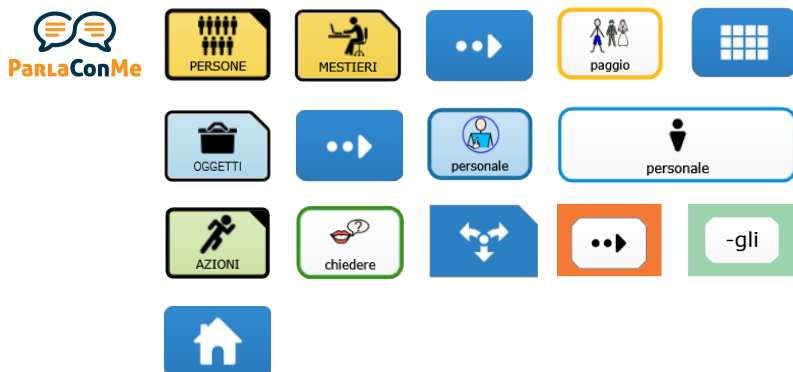 PARLACONME
PERSONE
MESTIERI
paggio
OGGETTI
personale
personale
AZIONI
chiedere
?
-gli